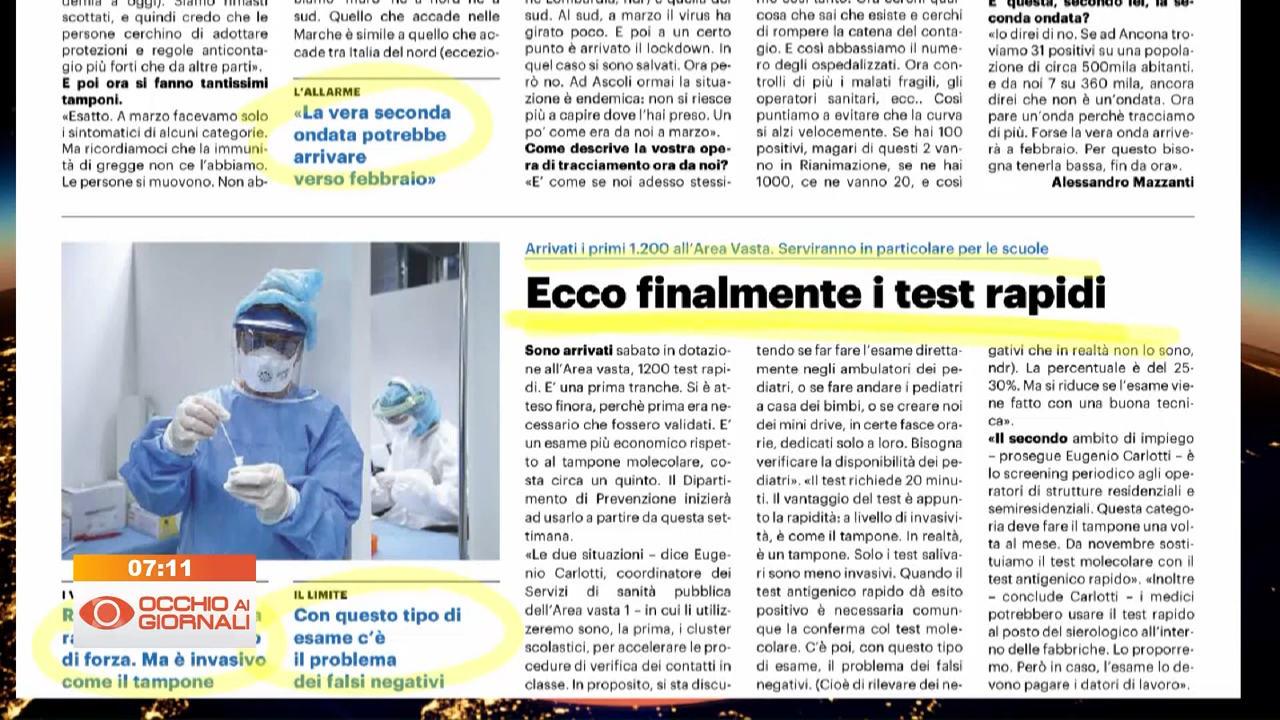 scottati, e quindi credo che le
persone cerchino di adottare
protezioni e regole anticonta-
gio più forti che da altre parti».
E poi ora si fanno tantissimi
tamponi.
«Esatto. A marzo facevamo solo
i sintomatici di alcuni categorie.
Ma ricordiamoci che la immuni-
tà di gregge non ce l'abbiamo.
Le persone si muovono. Non ab-
sud. Quello che accade nelle
Marche è simile a quello che ac-
cade tra Italia del nord (eccezio-
L'ALLARME
«La vera seconda
ondata potrebbe
arrivare
verso febbraio»
sud. Al sud, a marzo il virus ha
girato poco. E poi a un certo
punto è arrivato il lockdown. In
quel caso si sono salvati. Ora pe-
rò no. Ad Ascoli ormai la situa-
zione è endemica: non si riesce
più a capire dove l'hai preso. Un
po' come era da noi a marzo».
Come descrive la vostra ope-
ra di tracciamento ora da noi?
«E' come se noi adesso stessi-
cosa che sai che esiste e cerchi
di rompere la catena del conta-
gio. E così abbassiamo il nume-
ro degli ospedalizzati. Ora con-
trolli di più i malati fragili, gli
operatori sanitari, ecc.. Così
puntiamo a evitare che la curva
si alzi velocemente. Se hai 100
positivi, magari di questi 2 van-
no in Rianimazione, se ne hai
1000, ce ne vanno 20, e così
E questa, secondo lei, la se-
conda ondata?
«Io direi di no. Se ad Ancona tro-
viamo 31 positivi su una popola-
zione di circa 500mila abitanti,
e da noi 7 su 360 mila, ancora
direi che non è un'ondata. Ora
pare un'onda perchè tracciamo
di più. Forse la vera onda arrive-
rà a febbraio. Per questo biso-
gna tenerla bassa, fin da ora».
Alessandro Mazzanti
Arrivati i primi 1.200 all'Area Vasta. Serviranno in particolare per le scuole
Ecco finalmente i test rapidi
Sono arrivati sabato in dotazio-
ne all'Area vasta, 1200 test rapi-
di. E' una prima tranche. Si è at-
teso finora, perchè prima era ne-
cessario che fossero validati. E'
un esame più economico rispet-
to al tampone molecolare, co-
sta circa un quinto. Il Diparti-
mento di Prevenzione inizierà
ad usarlo a partire da questa set-
timana.
«Le due situazioni – dice Euge-
nio Carlotti, coordinatore dei
Servizi di sanità pubblica
dell'Area vasta 1 – in cui li utiliz-
zeremo sono, la prima, i cluster
scolastici, per accelerare le pro-
cedure di verifica dei contatti in
classe. In proposito, si sta discu-
tendo se far fare l'esame diretta-
mente negli ambulatori dei pe-
diatri, o se fare andare i pediatri
a casa dei bimbi, o se creare noi
dei mini drive, in certe fasce ora-
rie, dedicati solo a loro. Bisogna
verificare la disponibilità dei pe-
diatri». «Il test richiede 20 minu-
ti. Il vantaggio del test è appun-
to la rapidità: a livello di invasivi-
tà, è come il tampone. In realtà,
è un tampone. Solo i test saliva-
ri sono meno invasivi. Quando il
test antigenico rapido dà esito
positivo è necessaria comun-
que la conferma col test mole-
colare. C'è poi, con questo tipo
di esame, il problema dei falsi
negativi. (Cioè di rilevare dei ne-
gativi che in realtà non lo sono,
ndr). La percentuale è del 25-
30%. Ma si riduce se l'esame vie-
ne fatto con una buona tecni-
ca».
«Il secondo ambito di impiego
– prosegue Eugenio Carlotti – è
lo screening periodico agli ope-
ratori di strutture residenziali e
semiresidenziali. Questa catego-
ria deve fare il tampone una vol-
ta al mese. Da novembre sosti-
tuiamo il test molecolare con il
test antigenico rapido». «Inoltre
– conclude Carlotti – i medici
potrebbero usare il test rapido
al posto del sierologico all'inter-
no delle fabbriche. Lo proporre-
mo. Però in caso, l'esame lo de-
vono pagare i datori di lavoro».
07:11
OCCHIO AI
GIORNALI
di forza. Ma è invasivo
come il tampone
IL LIMITE
Con questo tipo di
esame c'è
il problema
dei falsi negativi